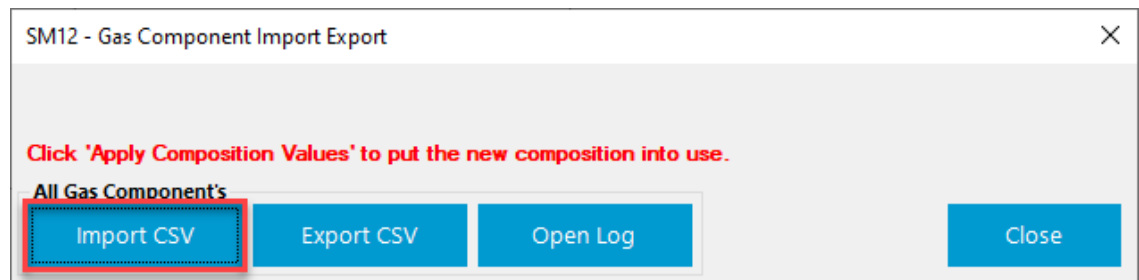 SM12 - Gas Component Import Export
Click 'Apply Composition Values' to put the new composition into use.
All Gas Component's
Import CSV Export CSV Open Log Close